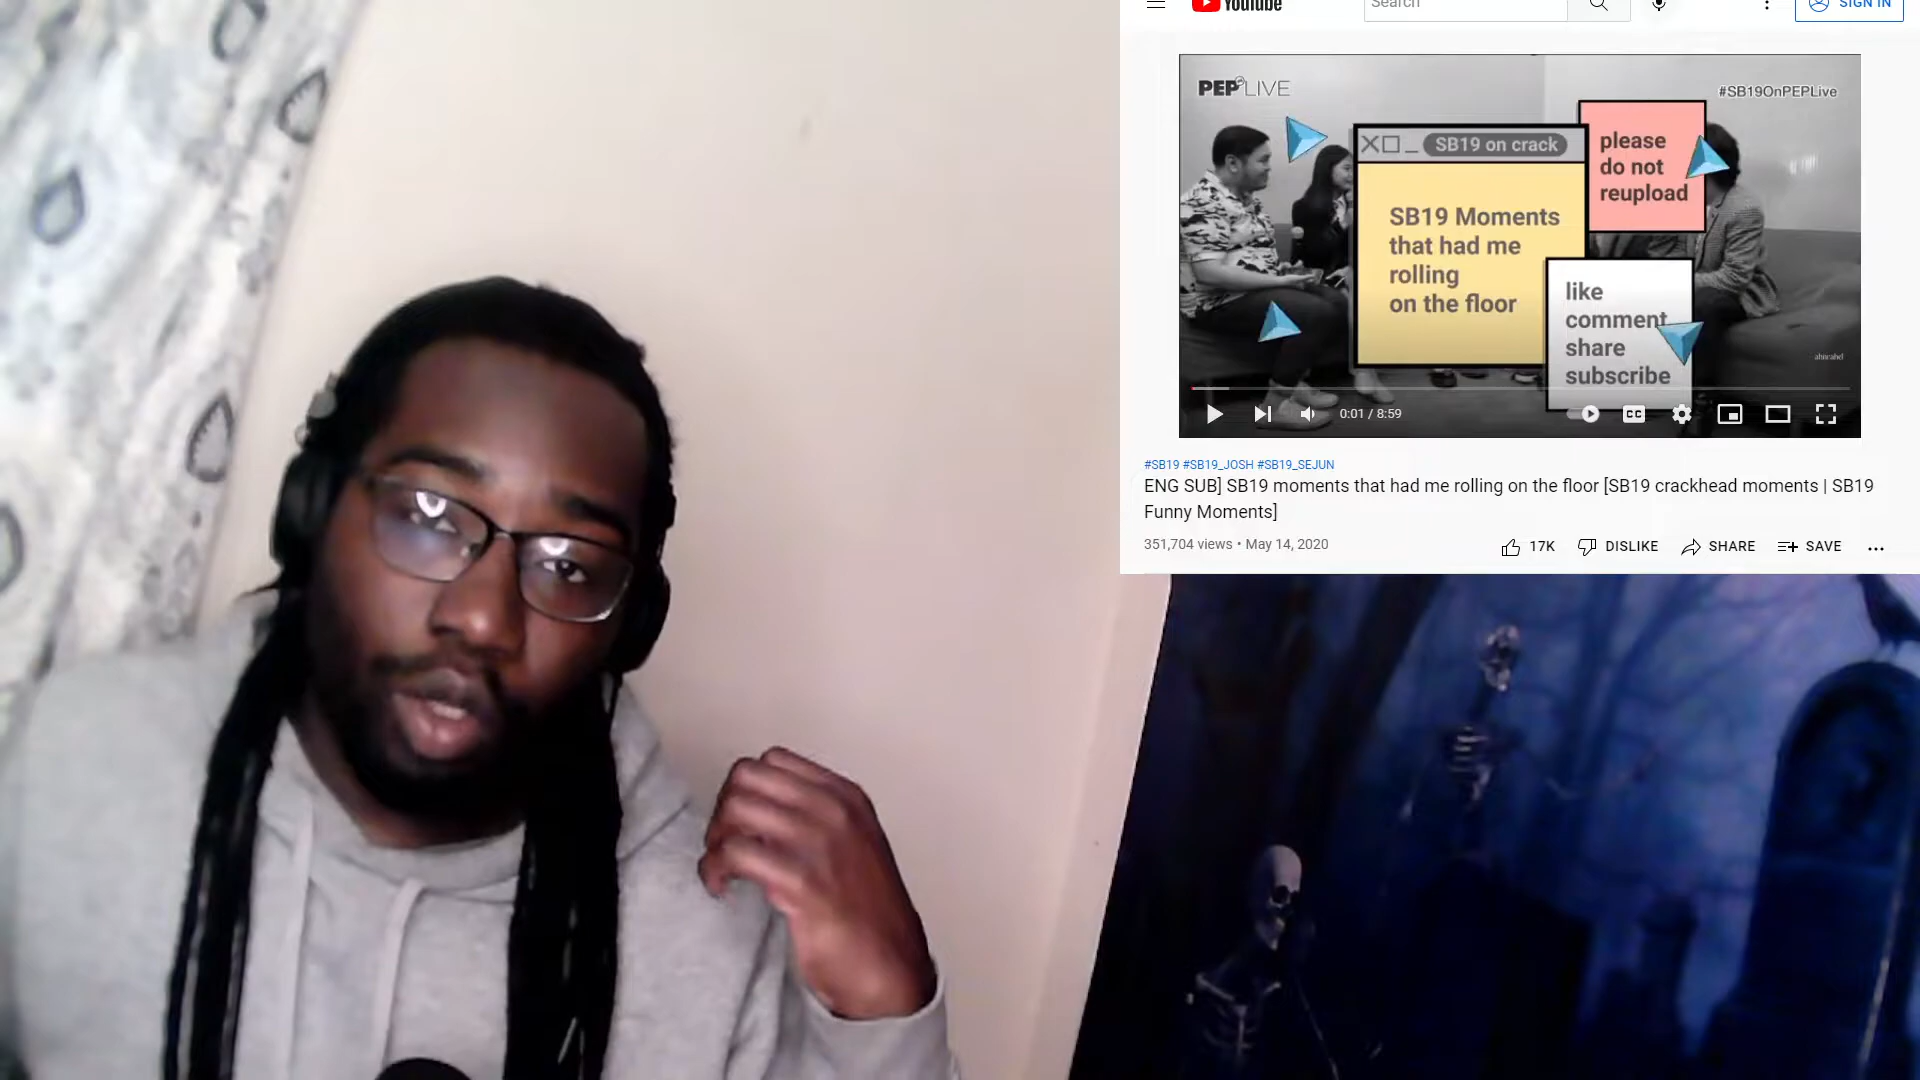 YouTube
Search
SIGN IN
PEP LIVE
#SB19OnPEPLive
SB19 on crack
SB19 Moments
that had me
rolling
on the floor
please
do not
reupload
like
comment
share
subscribe
ahnrahd
0:01 / 8:59
CC
#SB19 #SB19_JOSH #SB19_SEJUN
ENG SUB] SB19 moments that had me rolling on the floor [SB19 crackhead moments | SB19
Funny Moments]
351,704 views • May 14, 2020
17K
DISLIKE
SHARE
SAVE